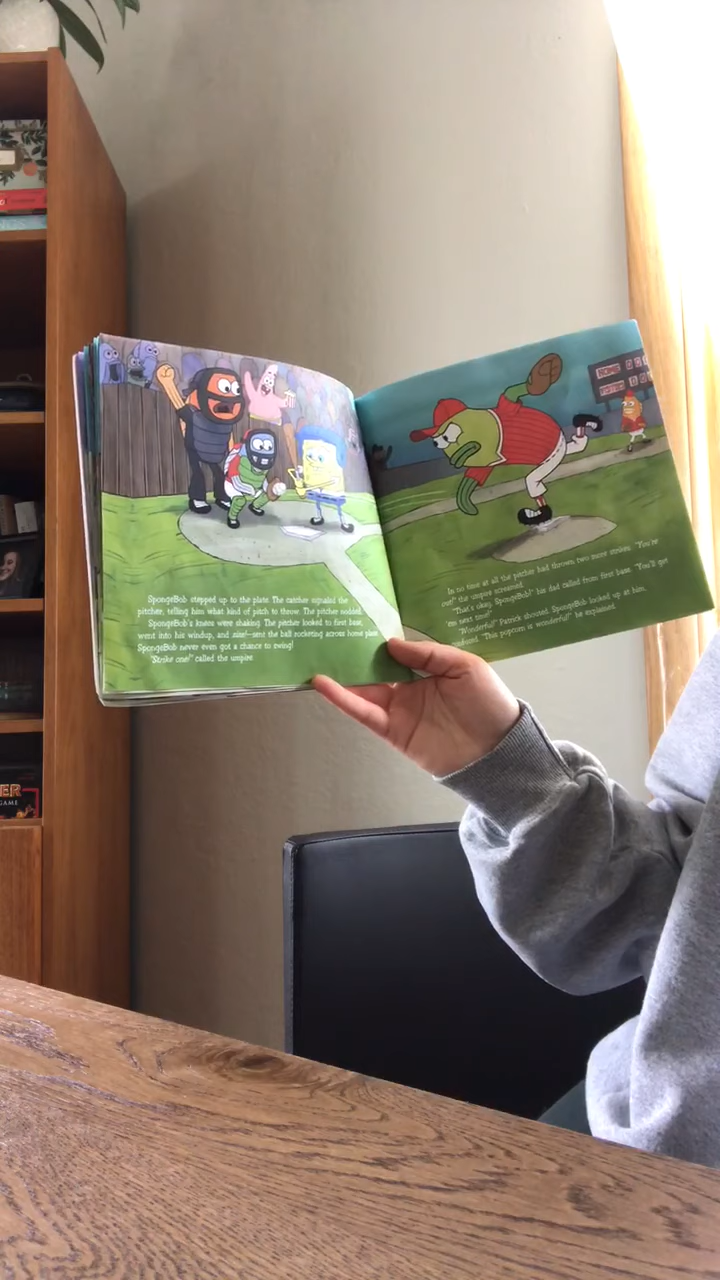 SpongeBob stepped up to the plate. The catcher signaled the
pitcher, telling him what kind of pitch to throw. The pitcher nodded.
SpongeBob's knees were shaking. The pitcher looked to first base,
went into his windup, and zing!—sent the ball rocketing across home plate.
SpongeBob never even got a chance to swing!
"Strike one!" called the umpire.
In no time at all the pitcher had thrown two more strikes. "You're
out!" the umpire screamed.
"That's okay, SpongeBob!" his dad called from first base. "You'll get
'em next time!"
"Wonderful!" Patrick shouted. SpongeBob looked up at him,
"This popcorn is wonderful!" he explained.
HOME
ER
GAME